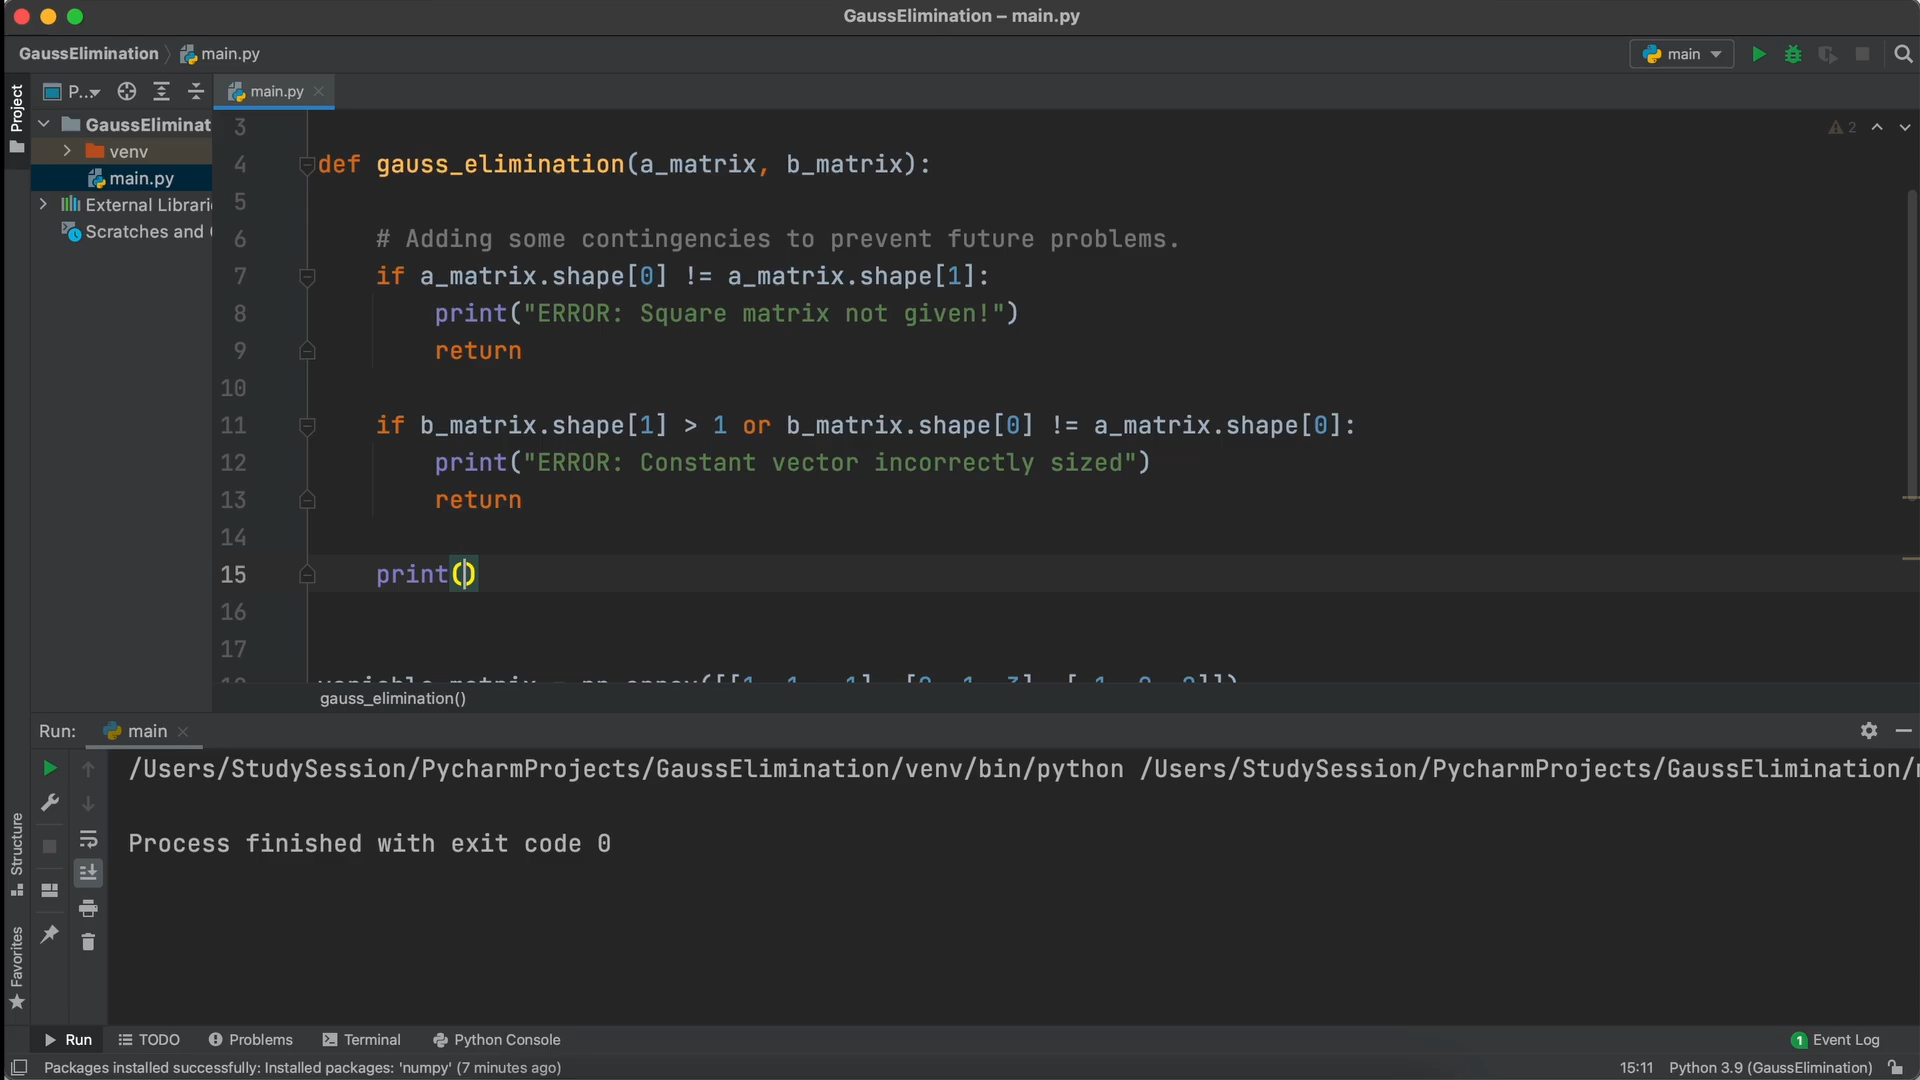 GaussElimination – main.py
GaussElimination
main.py
main
Project
P...
main.py
GaussEliminat
venv
main.py
External Librari
Scratches and
2
3
4 def gauss_elimination(a_matrix, b_matrix):
5
6 # Adding some contingencies to prevent future problems.
7 if a_matrix.shape[0] != a_matrix.shape[1]:
8 print("ERROR: Square matrix not given!")
9 return
10
11 if b_matrix.shape[1] > 1 or b_matrix.shape[0] != a_matrix.shape[0]:
12 print("ERROR: Constant vector incorrectly sized")
13 return
14
15 print()
16
17
gauss_elimination()
Run: main
/Users/StudySession/PycharmProjects/GaussElimination/venv/bin/python /Users/StudySession/PycharmProjects/GaussElimination/
Process finished with exit code 0
Structure
Favorites
Run TODO Problems Terminal Python Console
1 Event Log
Packages installed successfully: Installed packages: 'numpy' (7 minutes ago)
15:11 Python 3.9 (GaussElimination)